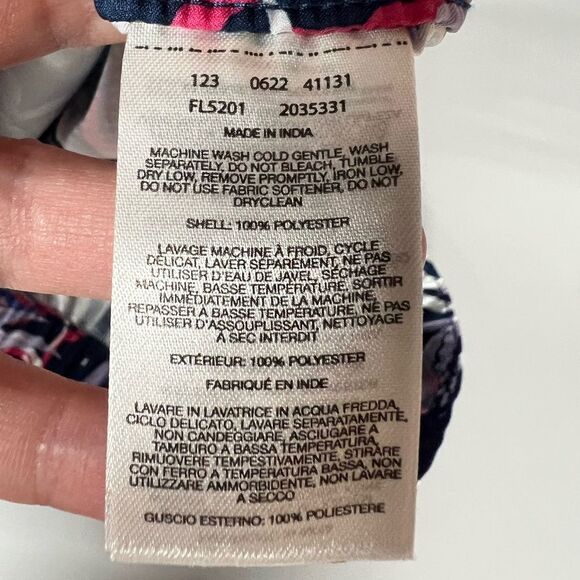 123 0622 41131
FL5201 2035331
MADE IN INDIA
MACHINE WASH COLD GENTLE, WASH
SEPARATELY, DO NOT BLEACH, TUMBLE
DRY LOW, REMOVE PROMPTLY, IRON LOW,
DO NOT USE FABRIC SOFTENER, DO NOT
DRYCLEAN
SHELL: 100% POLYESTER
LAVAGE MACHINE À FROID, CYCLE
DÉLICAT, LAVER SÉPARÉMENT, NE PAS
UTILISER D'EAU DE JAVEL, SÉCHAGE
MACHINE, BASSE TEMPÉRATURE, SORTIR
IMMÉDIATEMENT DE LA MACHINE,
REPASSER À BASSE TEMPÉRATURE, NE PAS
UTILISER D'ASSOUPLISSANT, NETTOYAGE
À SEC INTERDIT
EXTÉRIEUR: 100% POLYESTER
FABRIQUÉ EN INDE
LAVARE IN LAVATRICE IN ACQUA FREDDA,
CICLO DELICATO, LAVARE SEPARATAMENTE,
NON CANDEGGIARE, ASCIUGARE A
TAMBURO A BASSA TEMPERATURA,
RIMUOVERE TEMPESTIVAMENTE, STIRARE
CON FERRO A TEMPERATURA BASSA, NON
UTILIZZARE AMMORBIDENTE, NON LAVARE
A SECCO
GUSCIO ESTERNO: 100% POLIESTERE